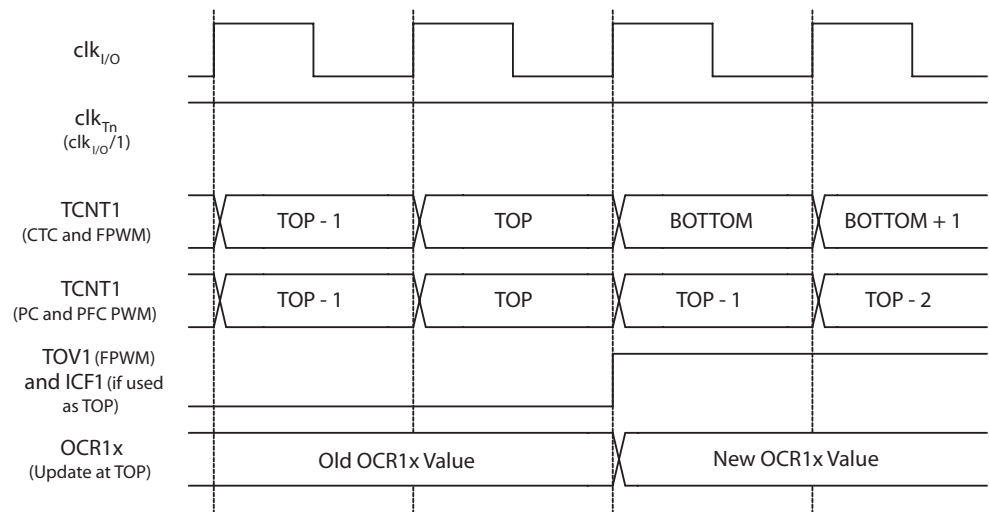 clkI/O
clkTn
(clkI/O/1)
TCNT1
(CTC and FPWM)
TOP - 1 TOP BOTTOM BOTTOM + 1
TCNT1
(PC and PFC PWM)
TOP - 1 TOP TOP - 1 TOP - 2
TOV1 (FPWM)
and ICF1 (if used
as TOP)
OCR1x
(Update at TOP)
Old OCR1x Value New OCR1x Value